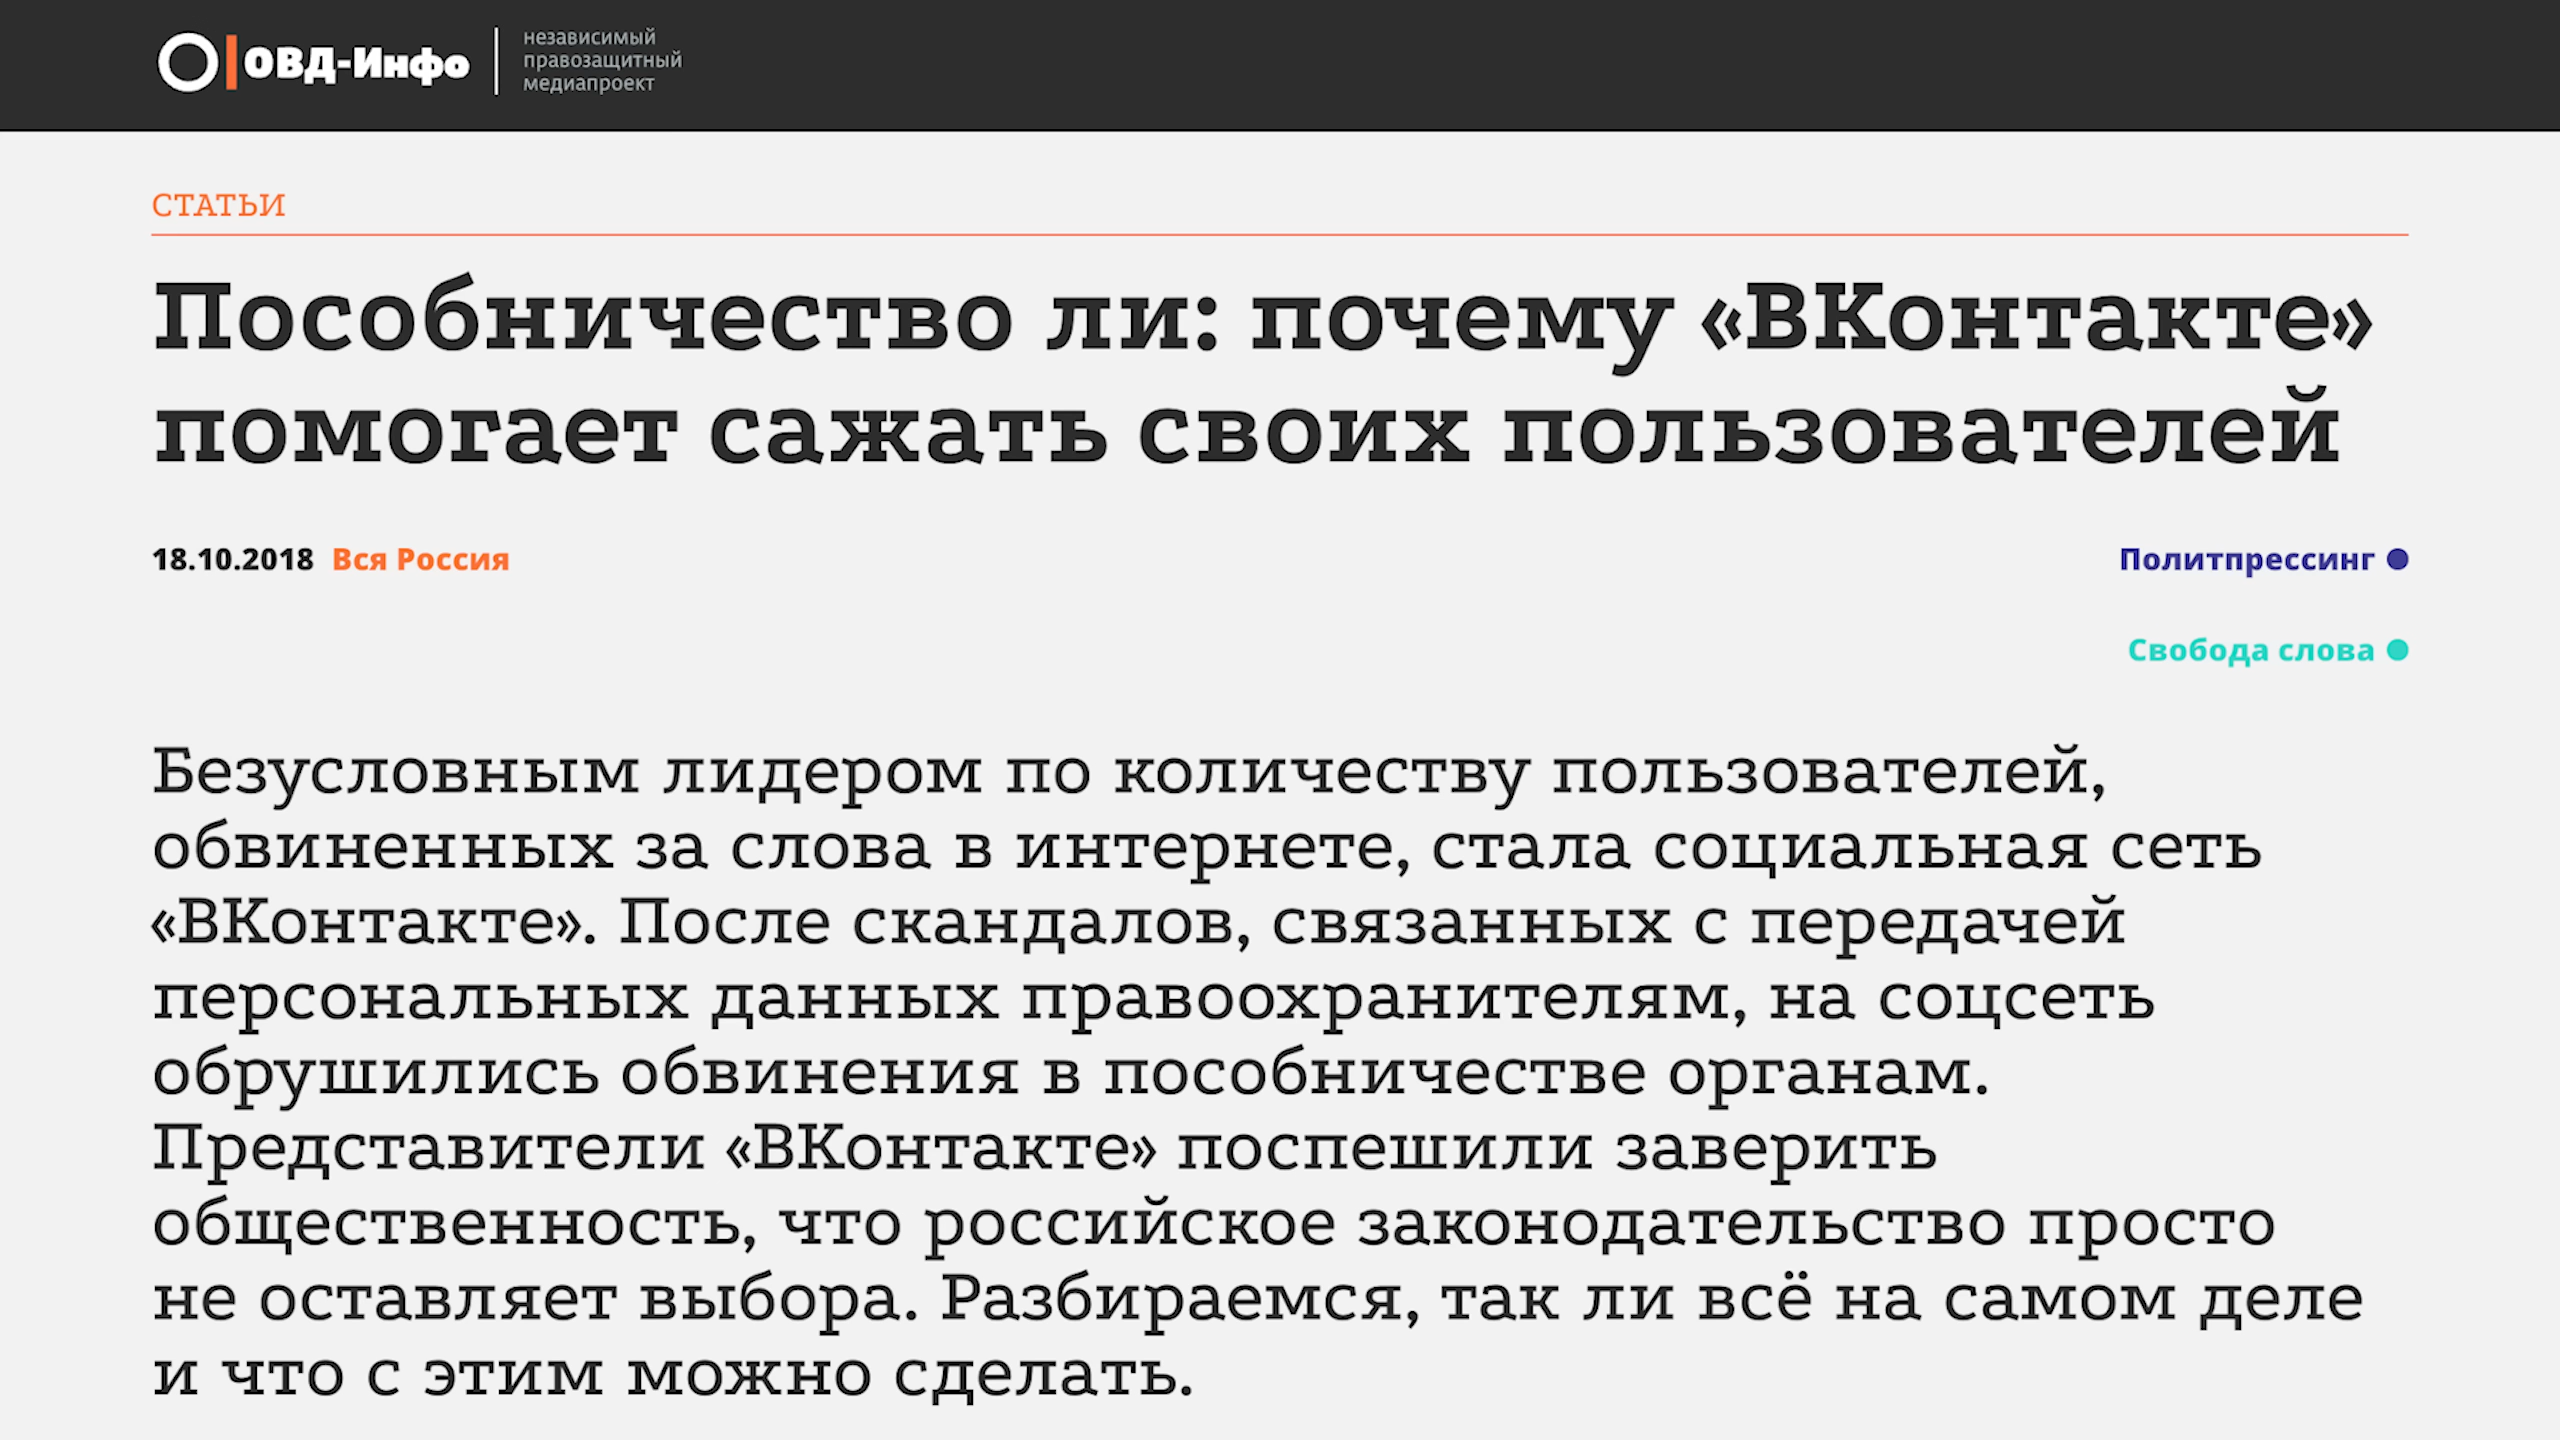 ОВД-Инфо
независимый
правозащитный
медиапроект
СТАТЬИ
Пособничество ли: почему «ВКонтакте»
помогает сажать своих пользователей
18.10.2018 Вся Россия
Политпрессинг
Свобода слова
Безусловным лидером по количеству пользователей,
обвиненных за слова в интернете, стала социальная сеть
«ВКонтакте». После скандалов, связанных с передачей
персональных данных правоохранителям, на соцсеть
обрушились обвинения в пособничестве органам.
Представители «ВКонтакте» поспешили заверить
общественность, что российское законодательство просто
не оставляет выбора. Разбираемся, так ли всё на самом деле
и что с этим можно сделать.